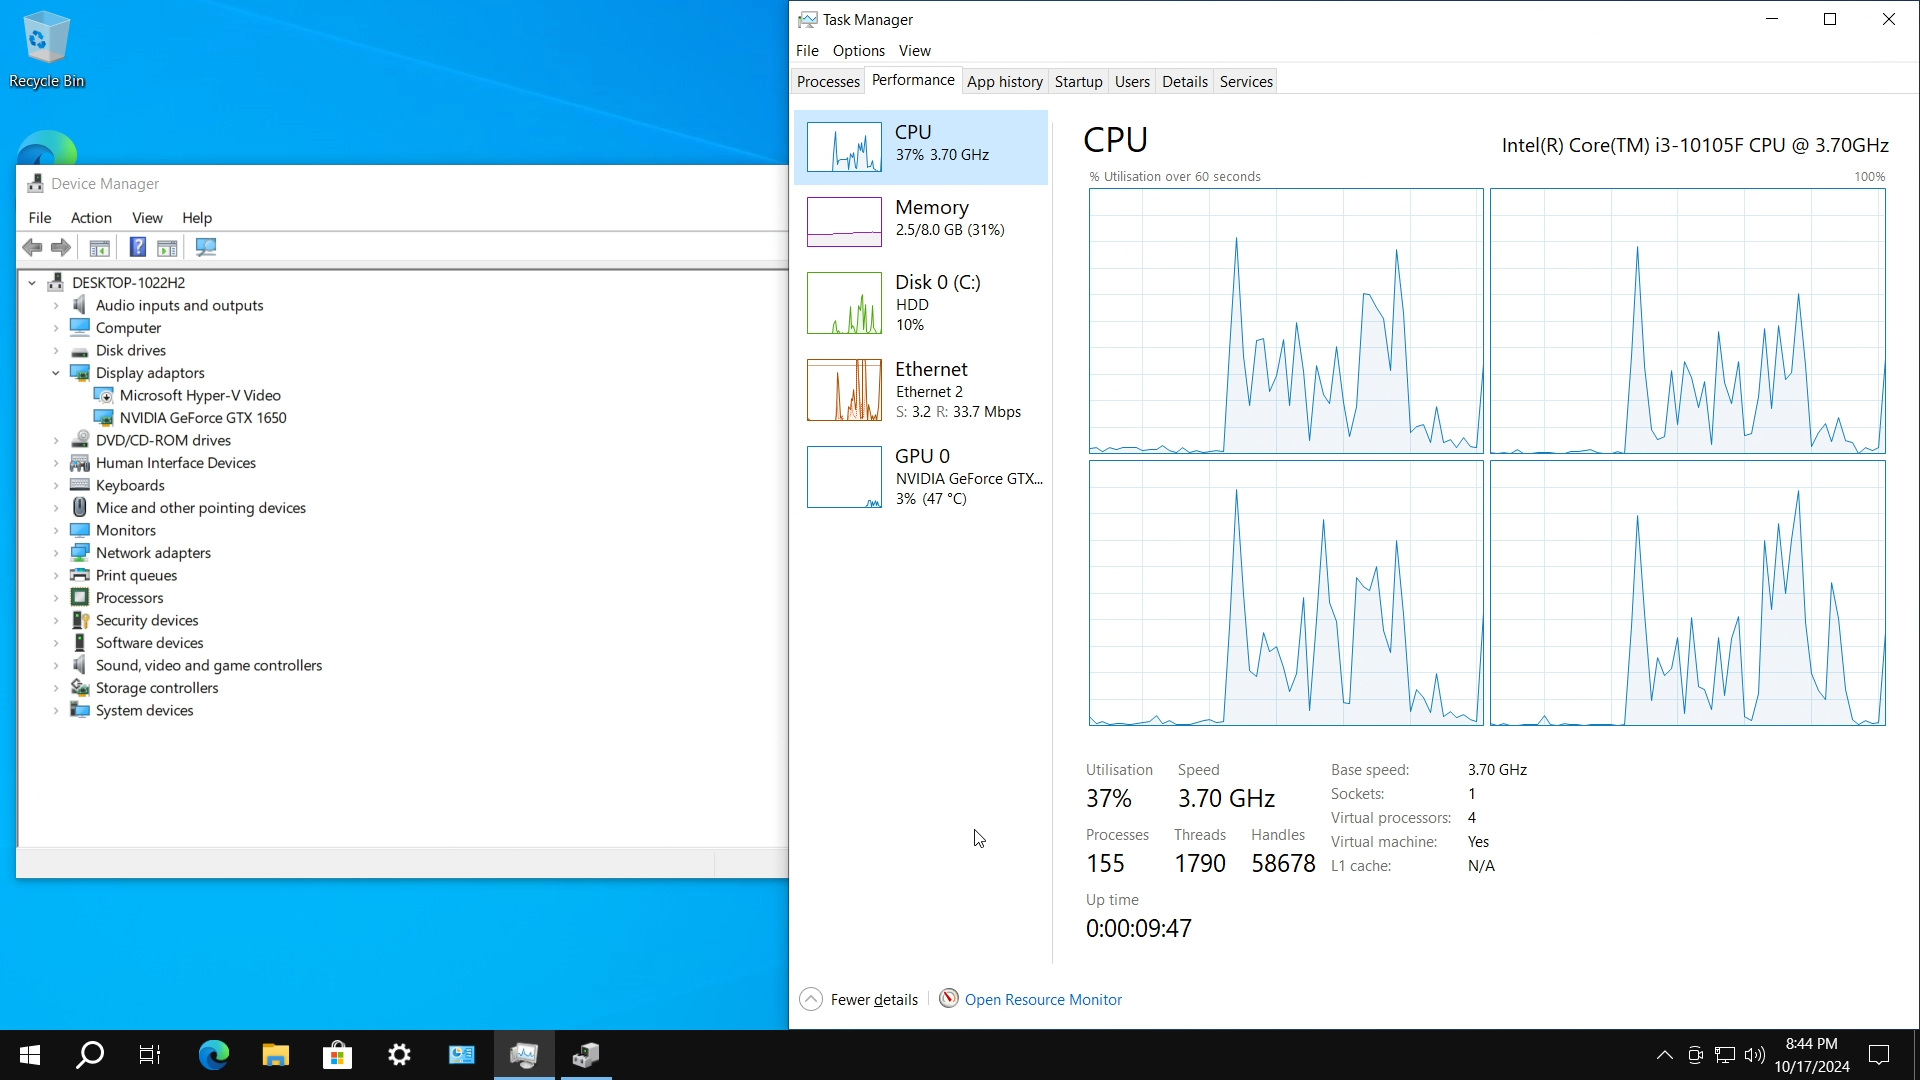 Recycle Bin
Device Manager
File Action View Help
DESKTOP-1022H2
Audio inputs and outputs
Computer
Disk drives
Display adaptors
Microsoft Hyper-V Video
NVIDIA GeForce GTX 1650
DVD/CD-ROM drives
Human Interface Devices
Keyboards
Mice and other pointing devices
Monitors
Network adapters
Print queues
Processors
Security devices
Software devices
Sound, video and game controllers
Storage controllers
System devices
Task Manager
File Options View
Processes Performance App history Startup Users Details Services
CPU
37% 3.70 GHz
Memory
2.5/8.0 GB (31%)
Disk 0 (C:)
HDD
10%
Ethernet
Ethernet 2
S: 3.2 R: 33.7 Mbps
GPU 0
NVIDIA GeForce GTX...
3% (47 °C)
CPU
Intel(R) Core(TM) i3-10105F CPU @ 3.70GHz
% Utilisation over 60 seconds 100%
Utilisation Speed
37% 3.70 GHz
Processes Threads Handles
155 1790 58678
Up time
0:00:09:47
Base speed: 3.70 GHz
Sockets: 1
Virtual processors: 4
Virtual machine: Yes
L1 cache: N/A
Fewer details Open Resource Monitor
8:44 PM
10/17/2024